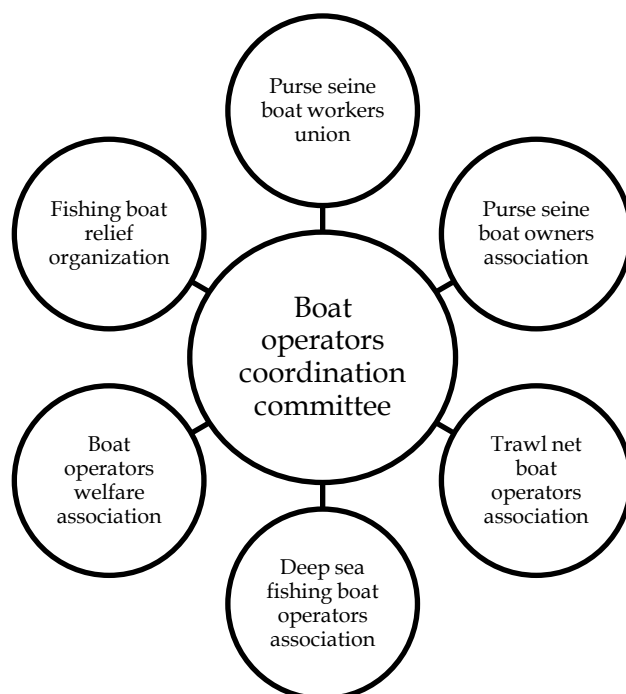 Purse seine
boat workers
union
Fishing boat
relief
organization
Purse seine
boat owners
association
Boat
operators
coordination
committee
Boat
operators
welfare
association
Trawl net
boat
operators
association
Deep sea
fishing boat
operators
association